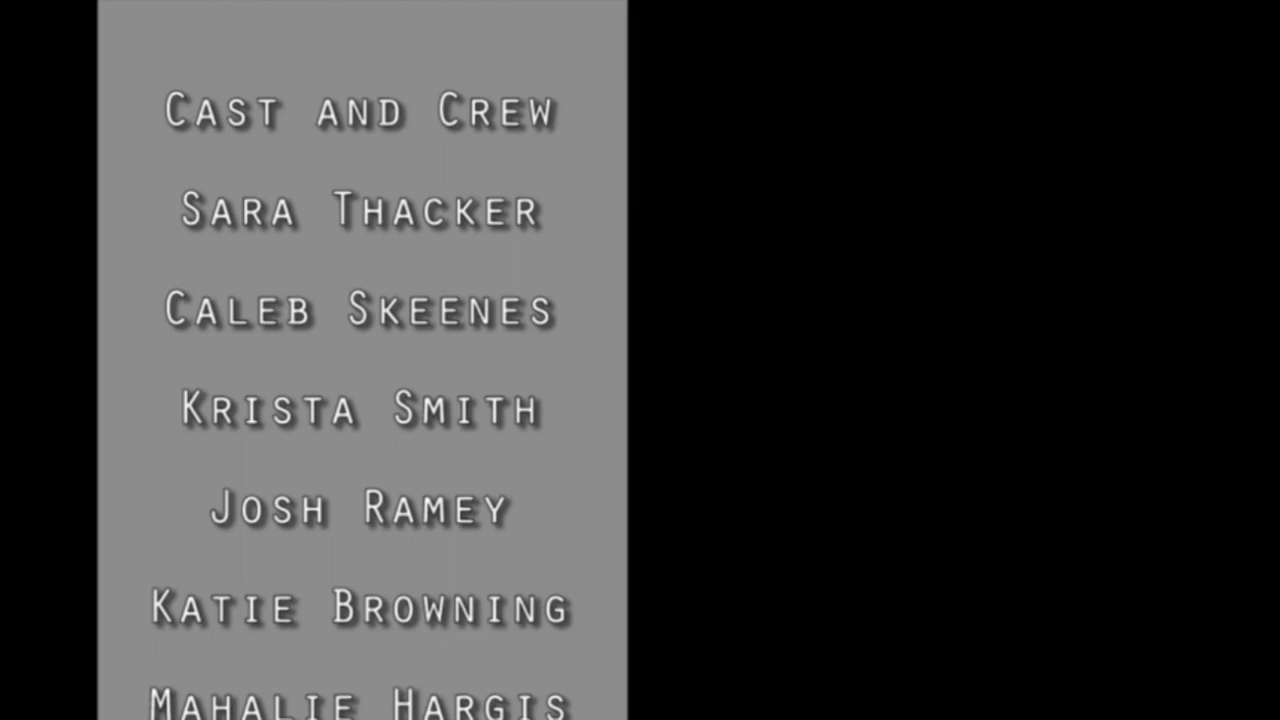 Cast and Crew
Sara Thacker
Caleb Skeenes
Krista Smith
Josh Ramey
Katie Browning
Mahalie Hargis